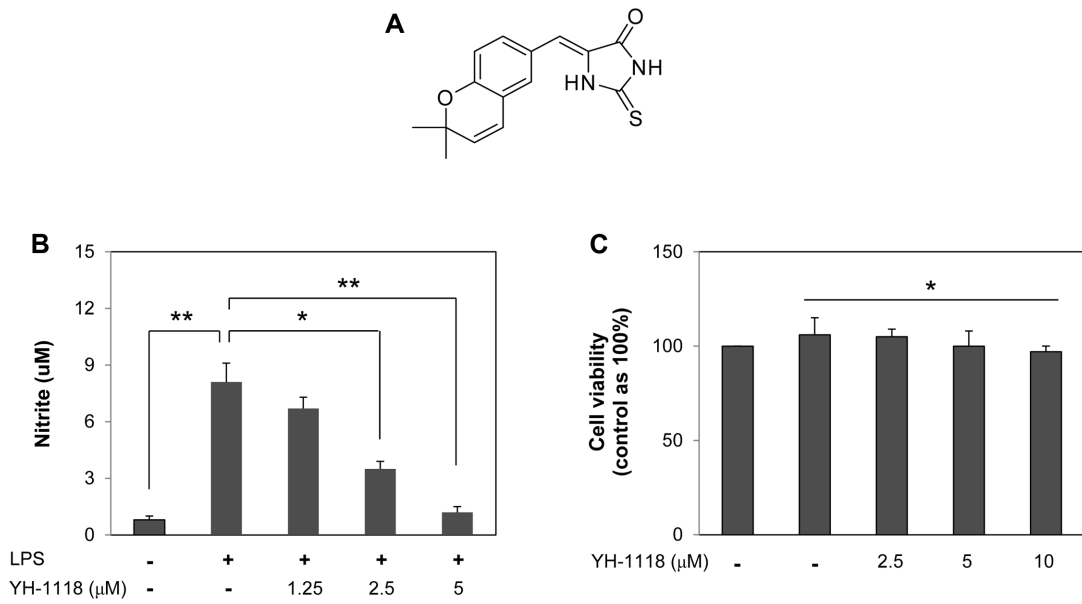 A
O
NH
HN
O
S
B
15
12
9
6
3
0
Nitrite (uM)
**
**
*
LPS - + + + +
YH-1118 (μM) - - 1.25 2.5 5
C
150
100
50
0
Cell viability
(control as 100%)
*
YH-1118 (μM) - - 2.5 5 10